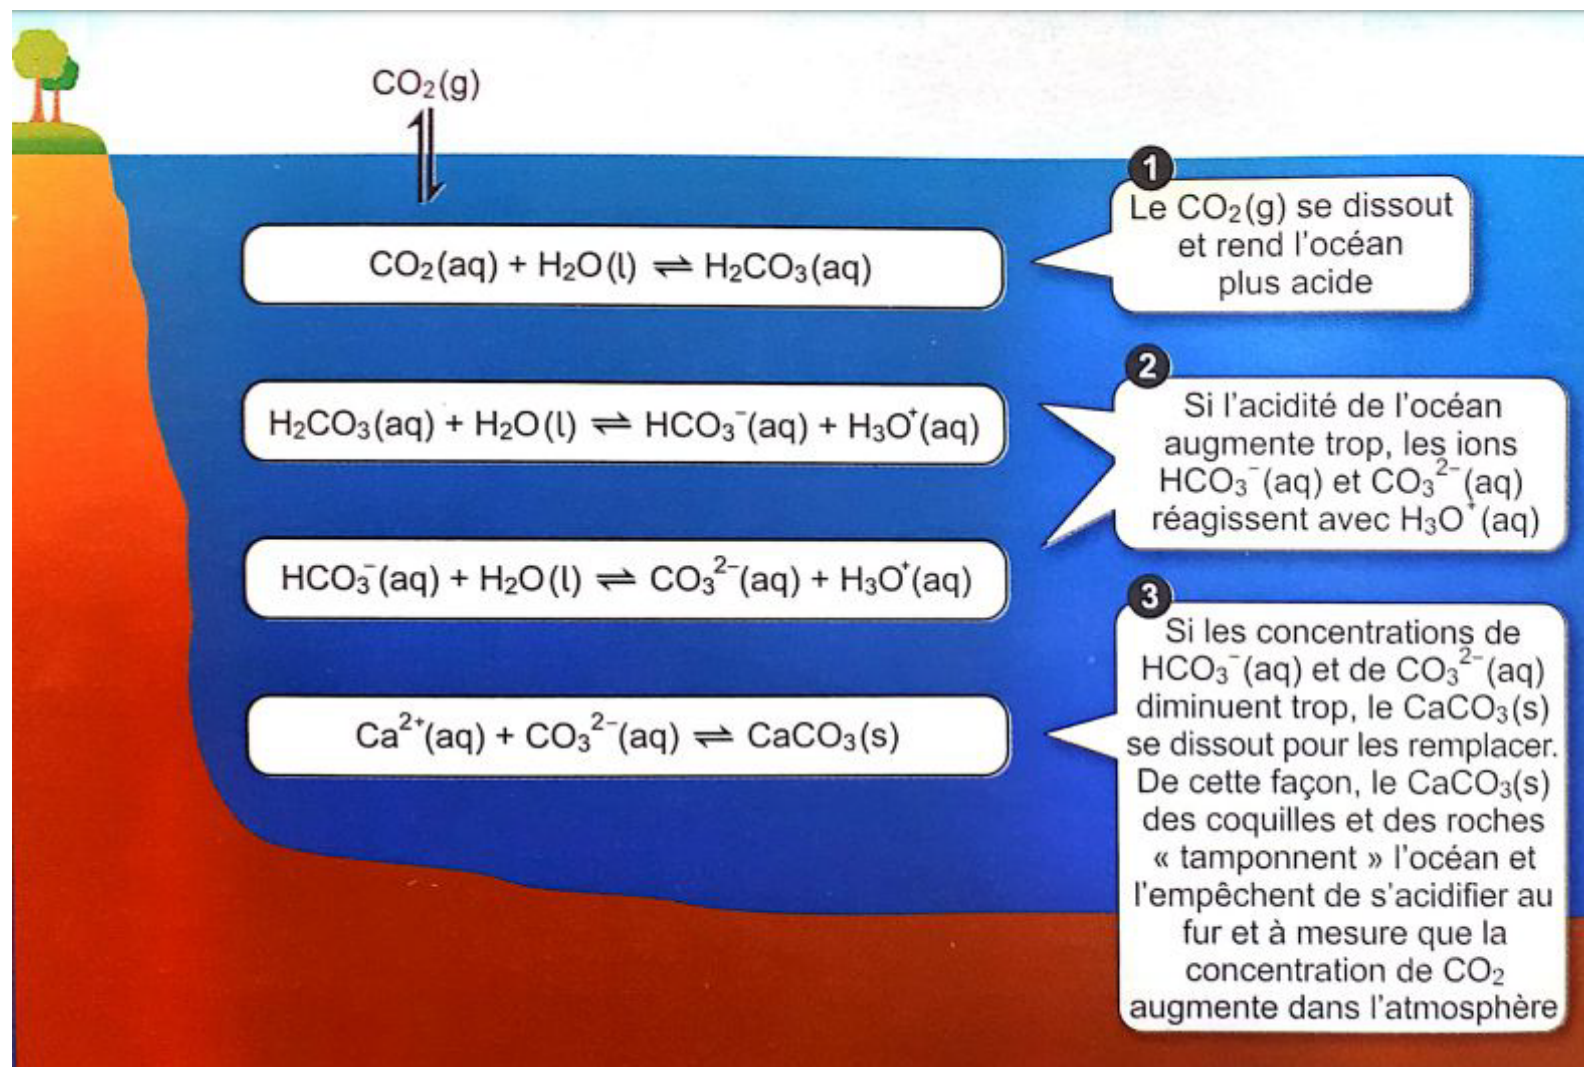 CO₂(g)
CO₂(aq) + H₂O(l) ⇌ H₂CO₃(aq)
1
Le CO₂(g) se dissout
et rend l'océan
plus acide
H₂CO₃(aq) + H₂O(l) ⇌ HCO₃⁻(aq) + H₃O⁺(aq)
HCO₃⁻(aq) + H₂O(l) ⇌ CO₃²⁻(aq) + H₃O⁺(aq)
2
Si l'acidité de l'océan
augmente trop, les ions
HCO₃⁻(aq) et CO₃²⁻(aq)
réagissent avec H₃O⁺(aq)
Ca²⁺(aq) + CO₃²⁻(aq) ⇌ CaCO₃(s)
3
Si les concentrations de
HCO₃⁻(aq) et de CO₃²⁻(aq)
diminuent trop, le CaCO₃(s)
se dissout pour les remplacer.
De cette façon, le CaCO₃(s)
des coquilles et des roches
« tamponnent » l'océan et
l'empêchent de s'acidifier au
fur et à mesure que la
concentration de CO₂
augmente dans l'atmosphère